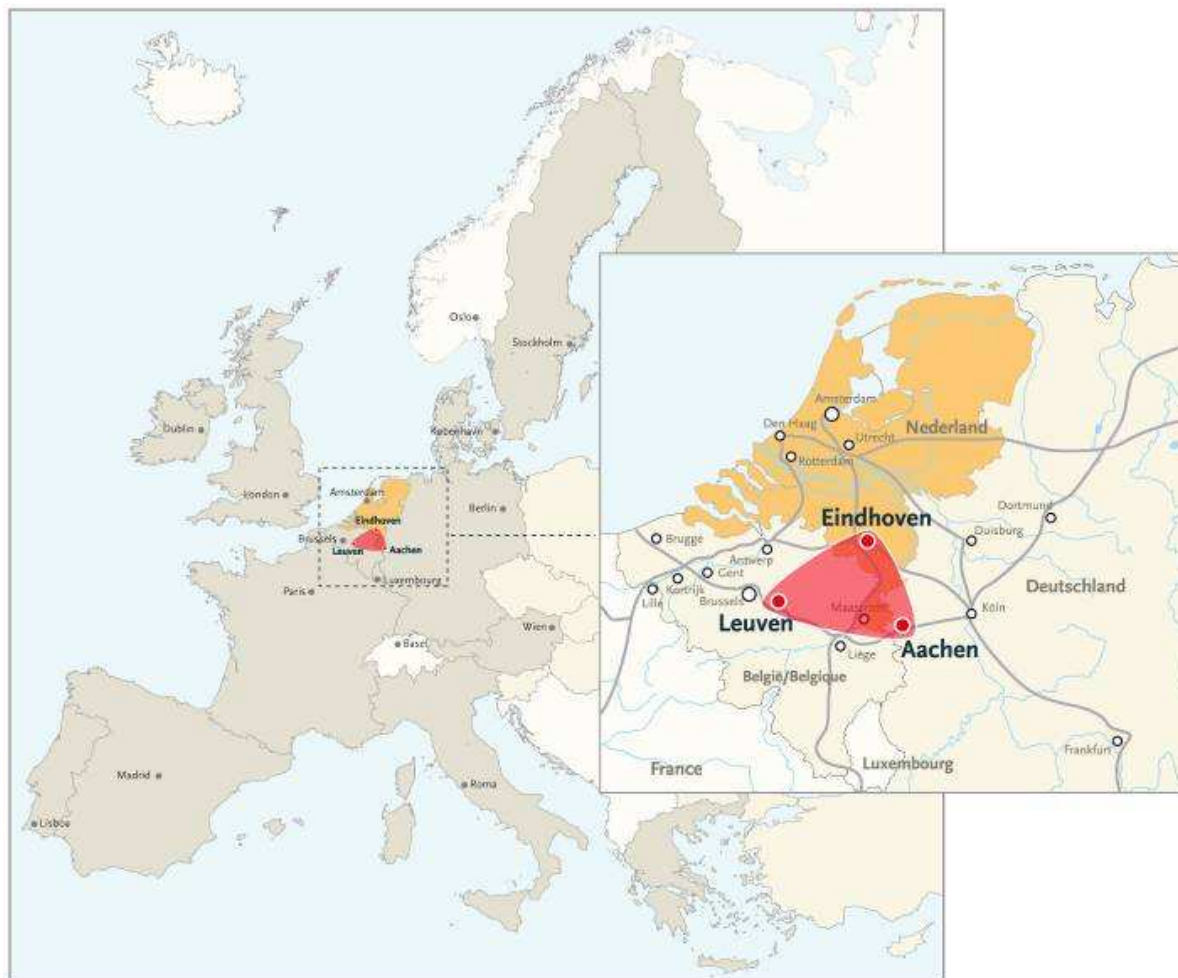 Oslo
Stockholm
Dublin
København
London
Amsterdam
Berlin
Eindhoven
Brussels
Leuven
Aachen
Luxembourg
Paris
Wien
Basel
Madrid
Roma
Lisboa
Amsterdam
Den Haag
Utrecht
Nederland
Rotterdam
Dortmund
Eindhoven
Duisburg
Brugge
Antwerp
Gent
Deutschland
Kortrijk
Lille
Brussels
Maastricht
Köln
Leuven
Aachen
Liège
België/Belgique
Frankfurt
France
Luxembourg